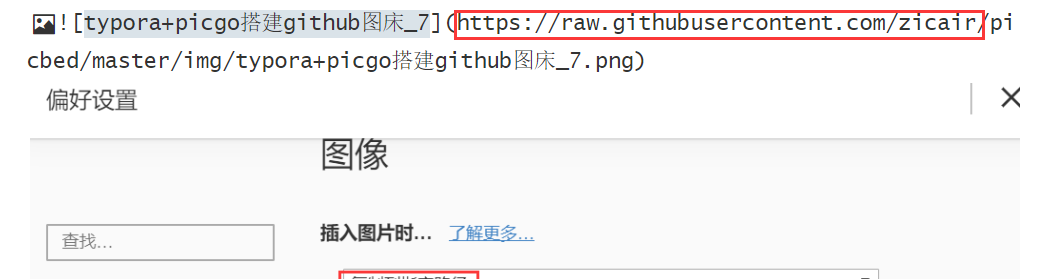 ![typora+picgo搭建github图床_7](https://raw.githubusercontent.com/zicair/pi
cbed/master/img/typora+picgo搭建github图床_7.png)
偏好设置
图像
查找...
插入图片时... 了解更多...